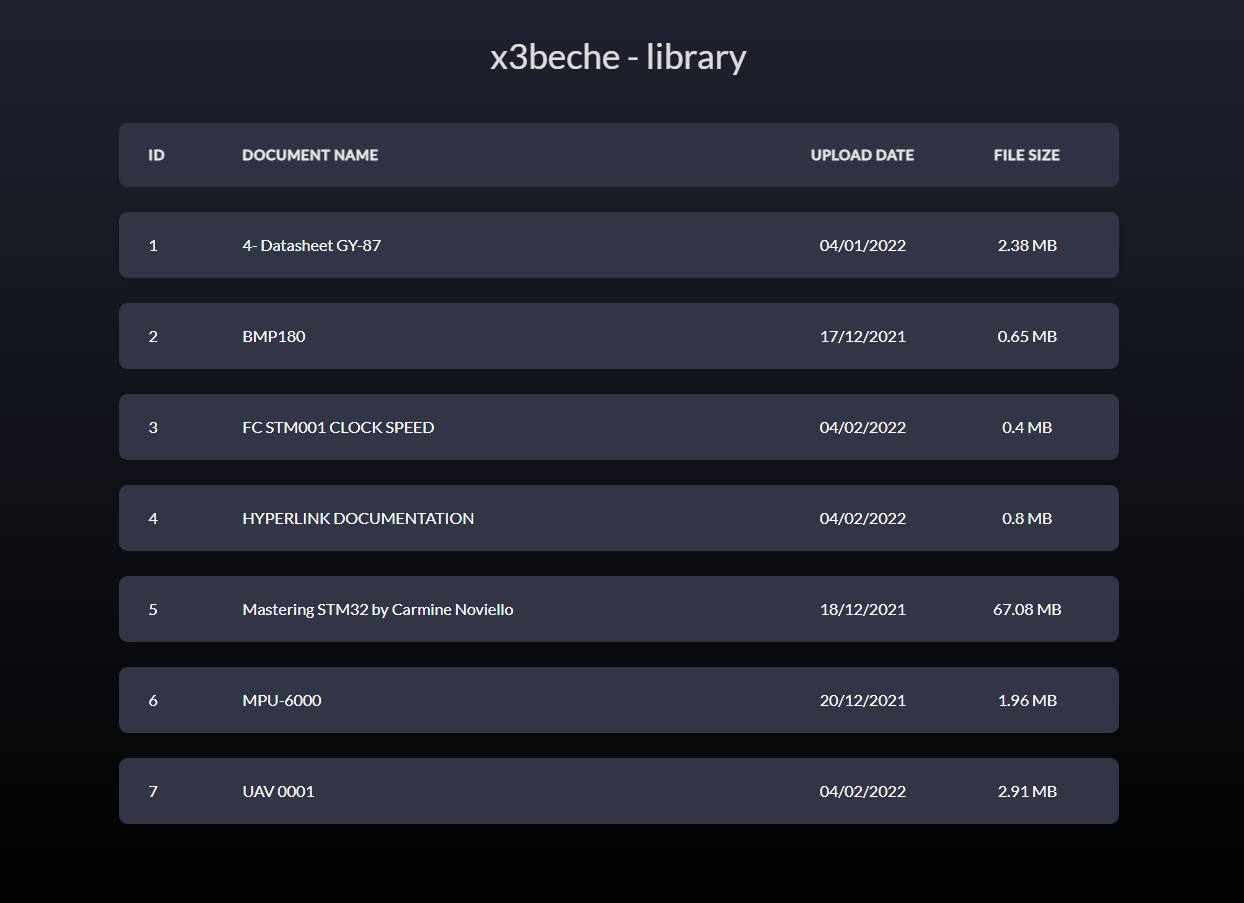 x3beche - library
ID DOCUMENT NAME UPLOAD DATE FILE SIZE
1 4- Datasheet GY-87 04/01/2022 2.38 MB
2 BMP180 17/12/2021 0.65 MB
3 FC STM001 CLOCK SPEED 04/02/2022 0.4 MB
4 HYPERLINK DOCUMENTATION 04/02/2022 0.8 MB
5 Mastering STM32 by Carmine Noviello 18/12/2021 67.08 MB
6 MPU-6000 20/12/2021 1.96 MB
7 UAV 0001 04/02/2022 2.91 MB